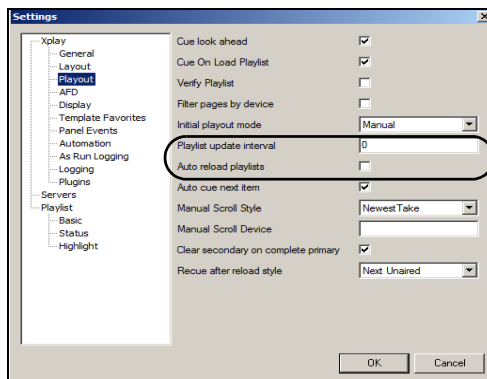 Settings
Xplay
General
Layout
Playout
AFD
Display
Template Favorites
Panel Events
Automation
As Run Logging
Logging
Plugins
Servers
Playlist
Basic
Status
Highlight
Cue look ahead
Cue On Load Playlist
Verify Playlist
Filter pages by device
Initial playout mode Manual
Playlist update interval 0
Auto reload playlists
Auto cue next item
Manual Scroll Style NewestTake
Manual Scroll Device
Clear secondary on complete primary
Recue after reload style Next Unaired
OK Cancel